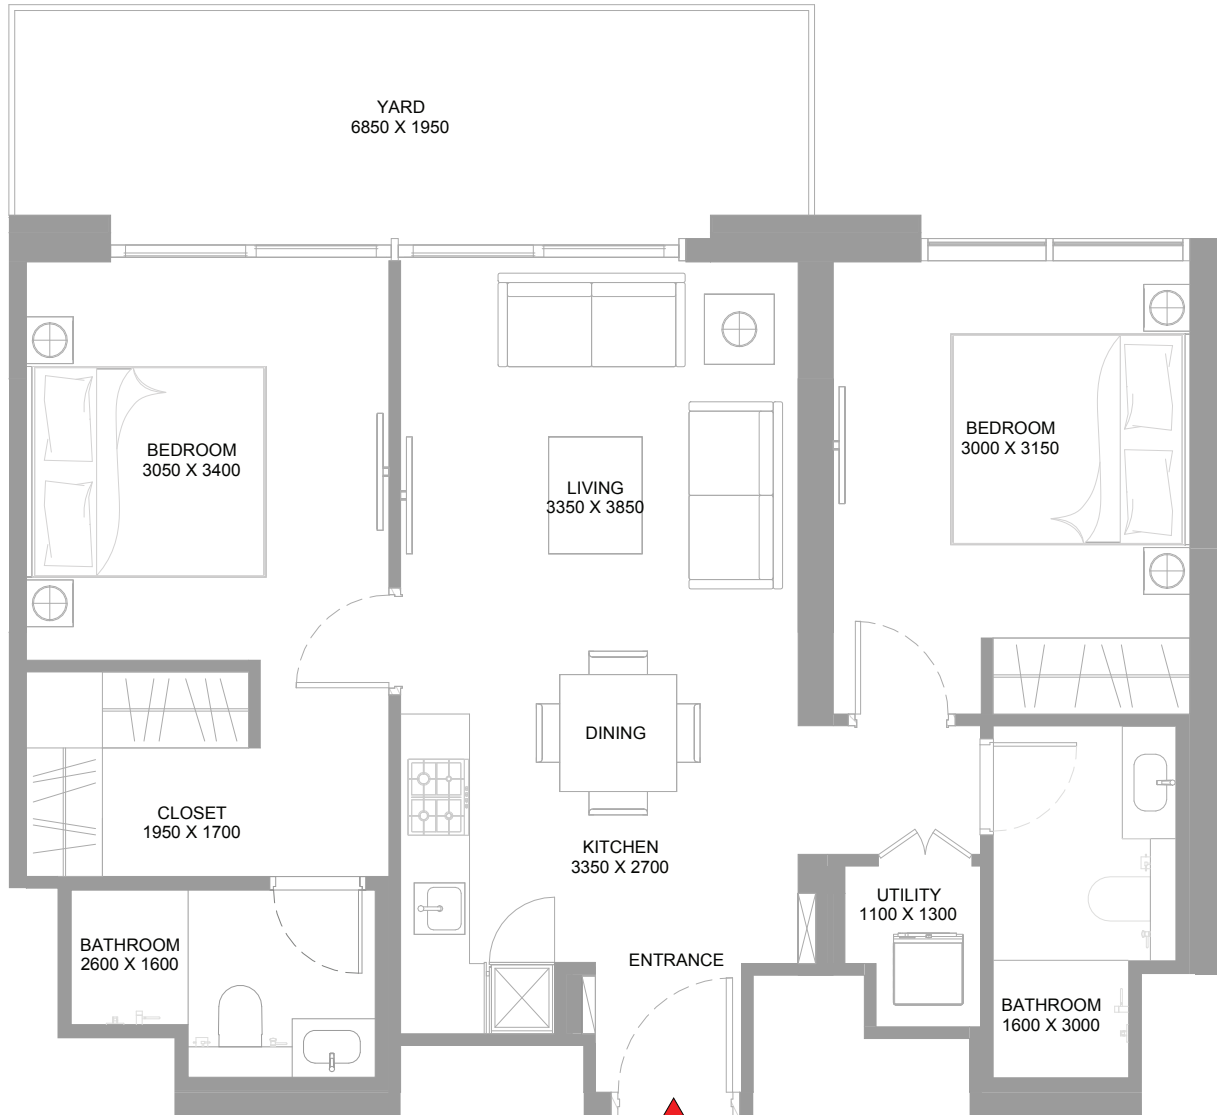 YARD
6850 X 1950
BEDROOM
3050 X 3400
LIVING
3350 X 3850
BEDROOM
3000 X 3150
DINING
CLOSET
1950 X 1700
KITCHEN
3350 X 2700
UTILITY
1100 X 1300
BATHROOM
2600 X 1600
ENTRANCE
BATHROOM
1600 X 3000